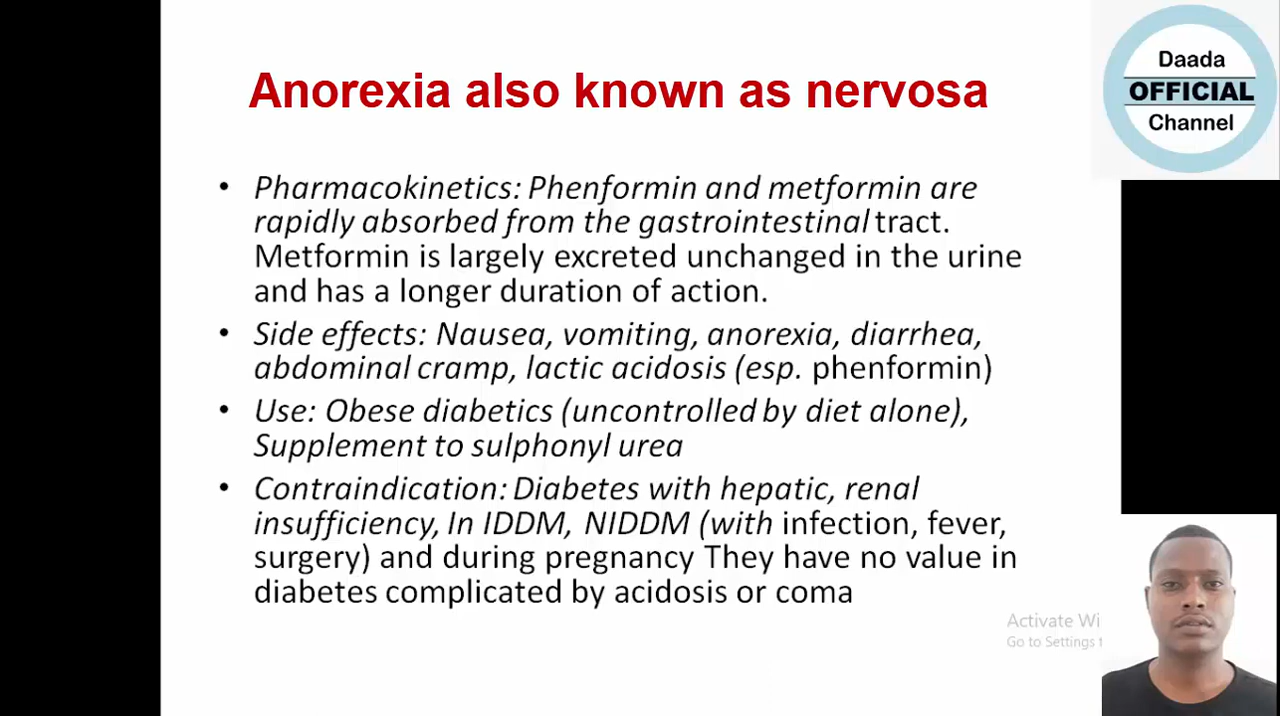 Anorexia also known as nervosa
Daada
OFFICIAL
Channel
• Pharmacokinetics: Phenformin and metformin are
rapidly absorbed from the gastrointestinal tract.
Metformin is largely excreted unchanged in the urine
and has a longer duration of action.
• Side effects: Nausea, vomiting, anorexia, diarrhea,
abdominal cramp, lactic acidosis (esp. phenformin)
• Use: Obese diabetics (uncontrolled by diet alone),
Supplement to sulphonyl urea
• Contraindication: Diabetes with hepatic, renal
insufficiency, In IDDM, NIDDM (with infection, fever,
surgery) and during pregnancy They have no value in
diabetes complicated by acidosis or coma
Activate Wi
Go to Settings t